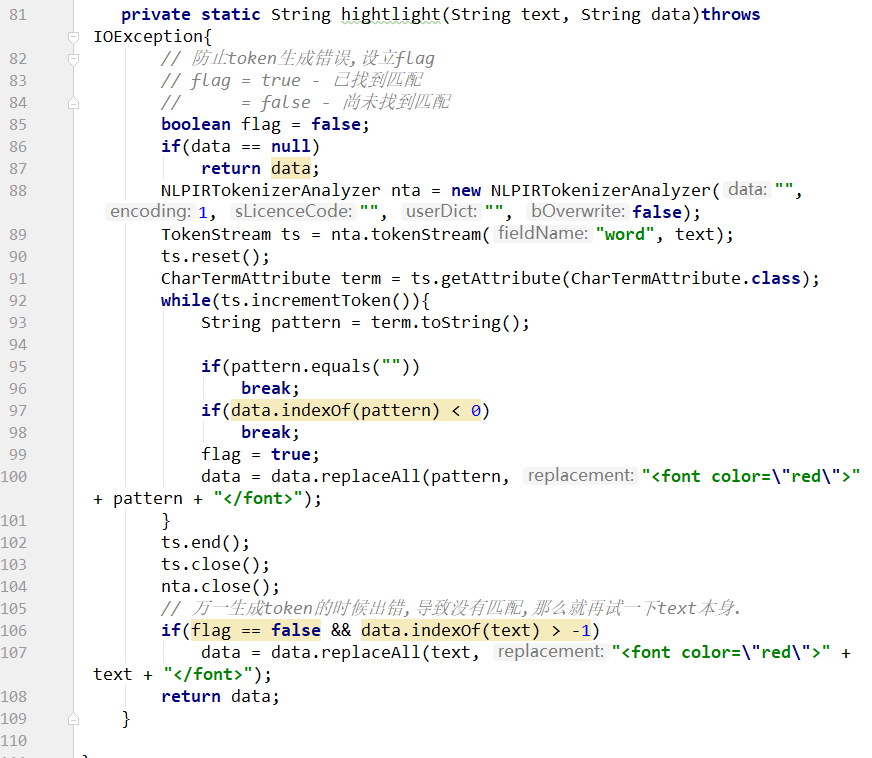 81 private static String hightlight(String text, String data)throws
IOException{
82 // 防止token生成错误,设立flag
83 // flag = true - 已找到匹配
84 //      = false - 尚未找到匹配
85 boolean flag = false;
86 if(data == null)
87 return data;
88 NLPIRTokenizerAnalyzer nta = new NLPIRTokenizerAnalyzer( data: "",
encoding: 1, sLicenceCode: "", userDict: "", bOverwrite: false);
89 TokenStream ts = nta.tokenStream( fieldName: "word", text);
90 ts.reset();
91 CharTermAttribute term = ts.getAttribute(CharTermAttribute.class);
92 while(ts.incrementToken()){
93 String pattern = term.toString();
94
95 if(pattern.equals(""))
96 break;
97 if(data.indexOf(pattern) < 0)
98 break;
99 flag = true;
100 data = data.replaceAll(pattern, replacement: "<font color=\"red\">"
+ pattern + "</font>");
101 }
102 ts.end();
103 ts.close();
104 nta.close();
105 // 万一生成token的时候出错,导致没有匹配,那么就再试一下text本身.
106 if(flag == false && data.indexOf(text) > -1)
107 data = data.replaceAll(text, replacement: "<font color=\"red\">" +
text + "</font>");
108 return data;
109 }
110